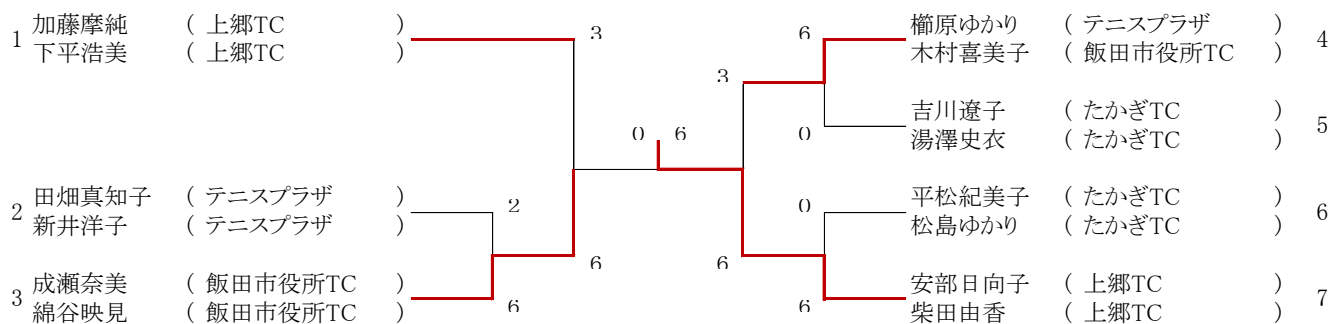 1 加藤摩純 ( 上郷TC )
下平浩美 ( 上郷TC )
3
2 田畑真知子 ( テニスプラザ )
新井洋子 ( テニスプラザ )
2
3 成瀬奈美 ( 飯田市役所TC )
綿谷映見 ( 飯田市役所TC )
6
6
0 6
3
6
6
櫛原ゆかり ( テニスプラザ ) 4
木村喜美子 ( 飯田市役所TC )
0
吉川遼子 ( たかぎTC ) 5
湯澤史衣 ( たかぎTC )
0
平松紀美子 ( たかぎTC ) 6
松島ゆかり ( たかぎTC )
6
安部日向子 ( 上郷TC ) 7
柴田由香 ( 上郷TC )